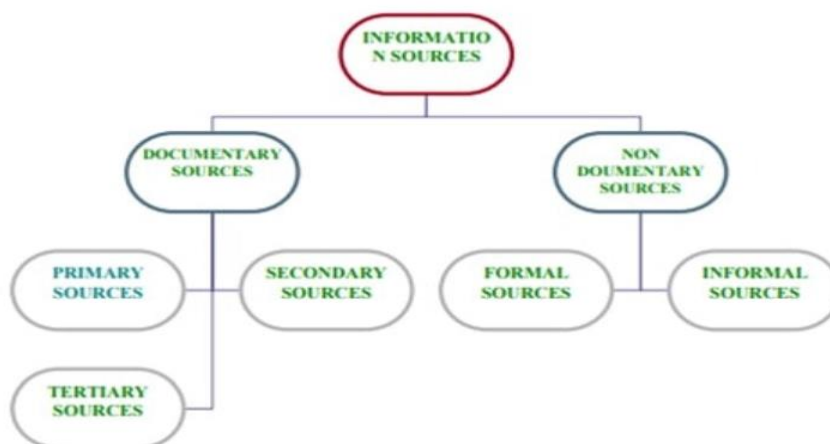 INFORMATIO
N SOURCES
DOCUMENTARY
SOURCES
NON
DOUMENTARY
SOURCES
PRIMARY
SOURCES
SECONDARY
SOURCES
FORMAL
SOURCES
INFORMAL
SOURCES
TERTIARY
SOURCES